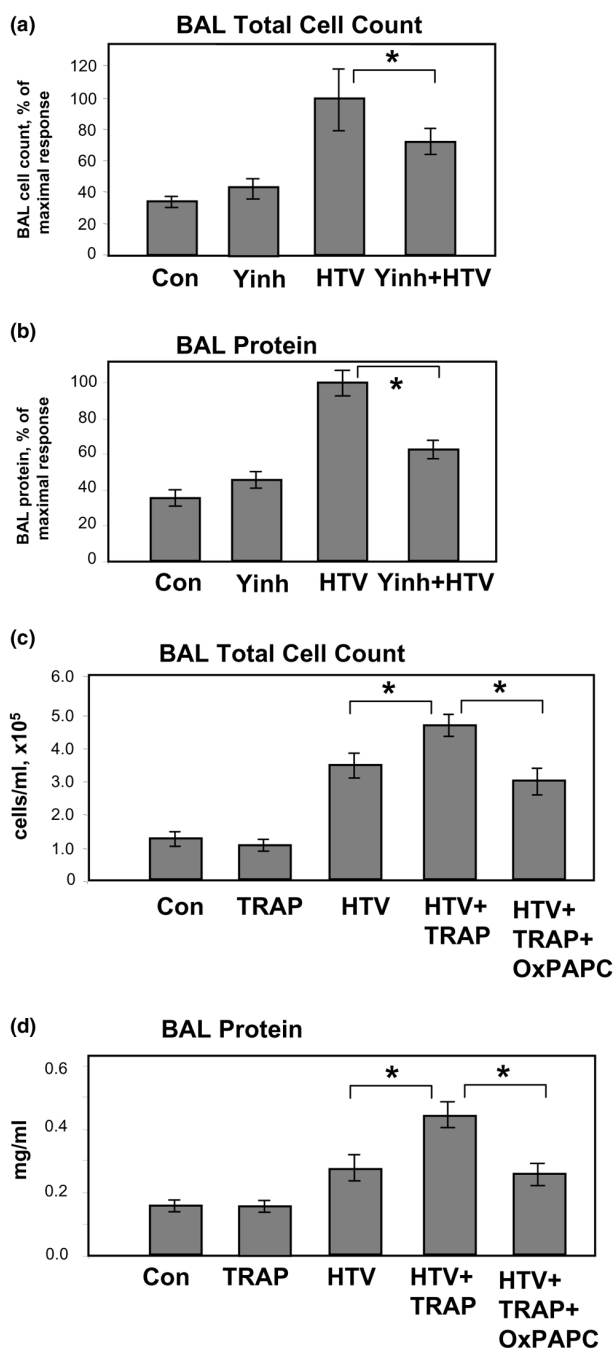 (a)
BAL Total Cell Count
BAL cell count, % of
maximal response
120
100
80
60
40
20
0
*
Con Yinh HTV Yinh+HTV
(b)
BAL Protein
BAL protein, % of
maximal response
100
80
60
40
20
0
*
Con Yinh HTV Yinh+HTV
(c)
BAL Total Cell Count
cells/ml, x10⁵
6.0
5.0
4.0
3.0
2.0
1.0
0
* *
Con TRAP HTV HTV+ HTV+
TRAP TRAP+
OxPAPC
(d)
BAL Protein
mg/ml
0.6
0.4
0.2
0.0
* *
Con TRAP HTV HTV+ HTV+
TRAP TRAP+
OxPAPC